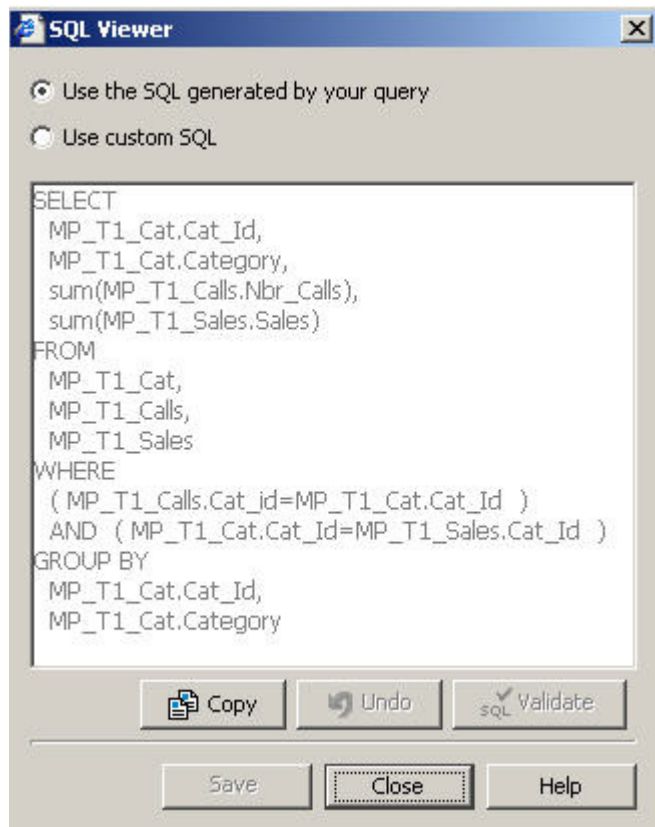 SQL Viewer
Use the SQL generated by your query
Use custom SQL
SELECT
MP_T1_Cat.Cat_Id,
MP_T1_Cat.Category,
sum(MP_T1_Calls.Nbr_Calls),
sum(MP_T1_Sales.Sales)
FROM
MP_T1_Cat,
MP_T1_Calls,
MP_T1_Sales
WHERE
( MP_T1_Calls.Cat_id=MP_T1_Cat.Cat_Id )
AND ( MP_T1_Cat.Cat_Id=MP_T1_Sales.Cat_Id )
GROUP BY
MP_T1_Cat.Cat_Id,
MP_T1_Cat.Category
Copy Undo SQL Validate
Save Close Help